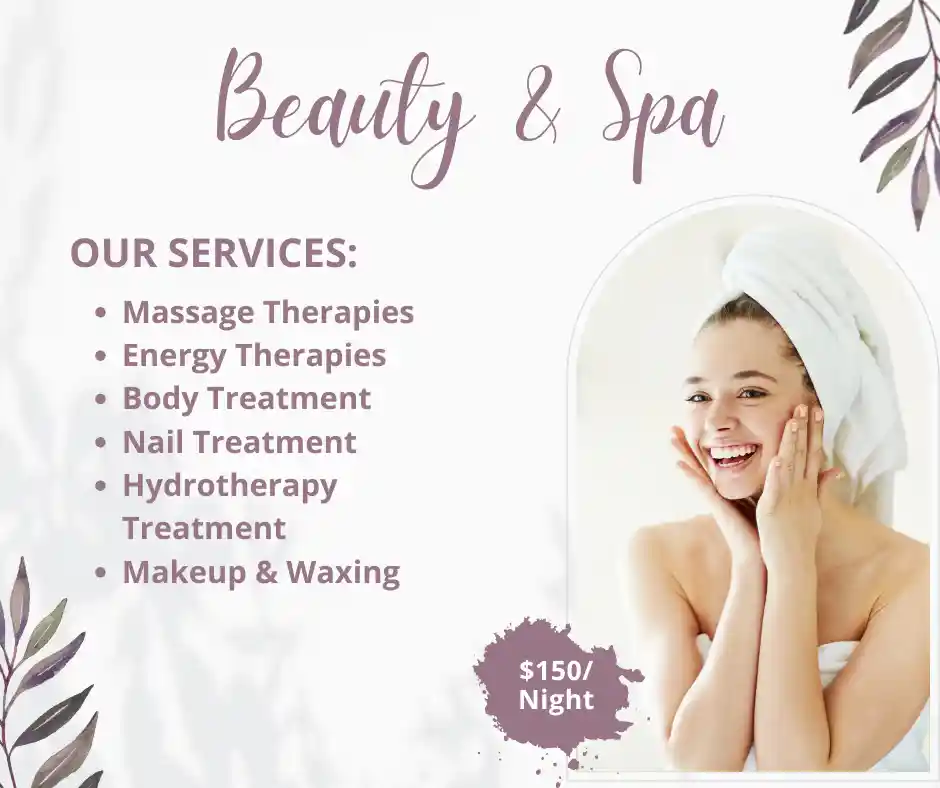 Beauty & Spa
OUR SERVICES:
• Massage Therapies
• Energy Therapies
• Body Treatment
• Nail Treatment
• Hydrotherapy
Treatment
• Makeup & Waxing
$150/
Night